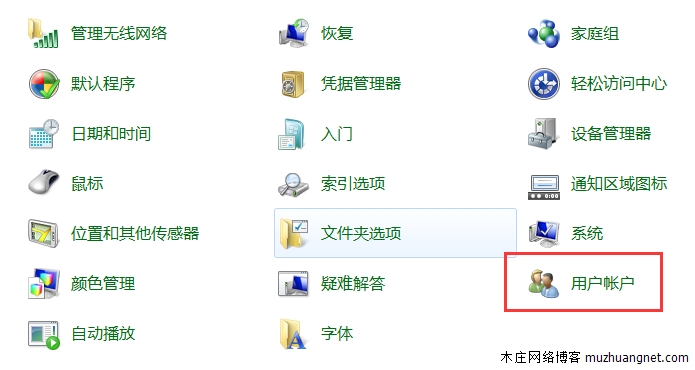 管理无线网络
恢复
家庭组
默认程序
凭据管理器
轻松访问中心
日期和时间
入门
设备管理器
鼠标
索引选项
通知区域图标
位置和其他传感器
文件夹选项
系统
颜色管理
疑难解答
用户帐户
自动播放
字体
木庄网络博客 muzhuangnet.com